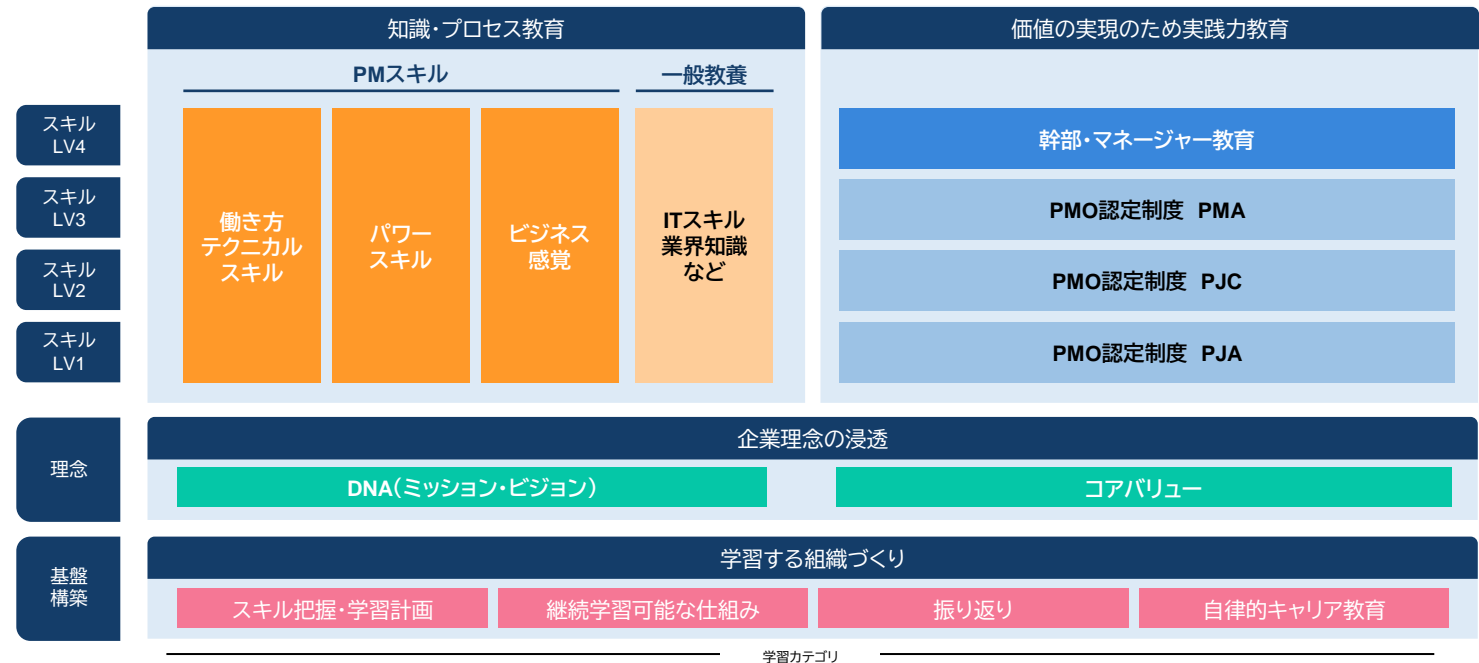 知識・プロセス教育
価値の実現のため実践力教育
PMスキル
一般教養
スキル
LV4
スキル
LV3
スキル
LV2
スキル
LV1
働き方
テクニカル
スキル
パワー
スキル
ビジネス
感覚
ITスキル
業界知識
など
幹部・マネージャー教育
PMO認定制度 PMA
PMO認定制度 PJC
PMO認定制度 PJA
理念
企業理念の浸透
DNA(ミッション・ビジョン)
コアバリュー
基盤
構築
学習する組織づくり
スキル把握・学習計画
継続学習可能な仕組み
振り返り
自律的キャリア教育
学習カテゴリ